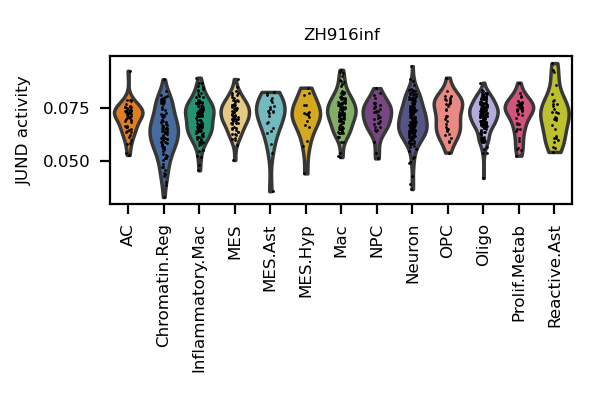 ZH916inf
JUND activity
0.075
0.050
AC
Chromatin.Reg
Inflammatory.Mac
MES
MES.Ast
MES.Hyp
Mac
NPC
Neuron
OPC
Oligo
Prolif.Metab
Reactive.Ast